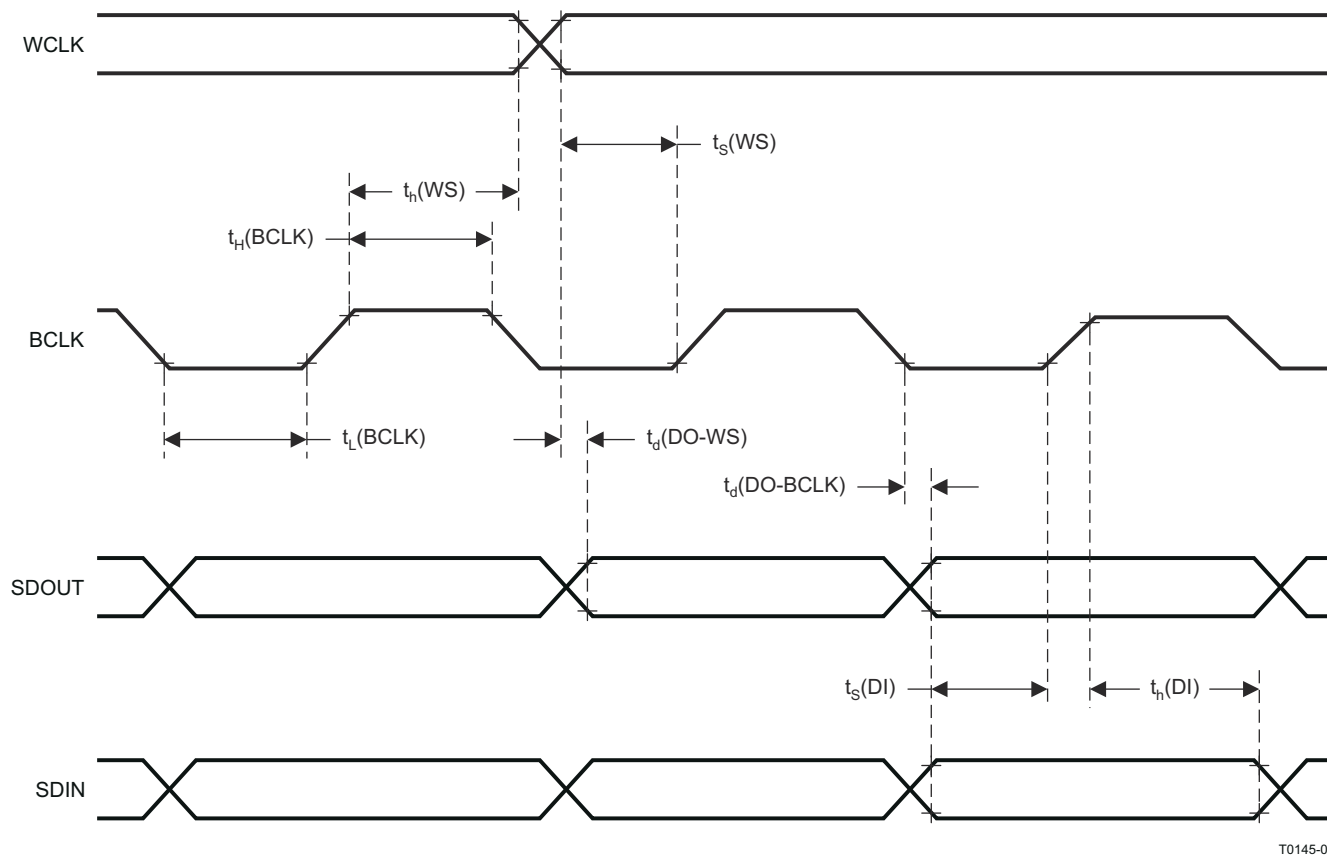 WCLK
tS(WS)
th(WS)
tH(BCLK)
BCLK
tL(BCLK)
td(DO-WS)
td(DO-BCLK)
SDOUT
tS(DI)
th(DI)
SDIN
T0145-0